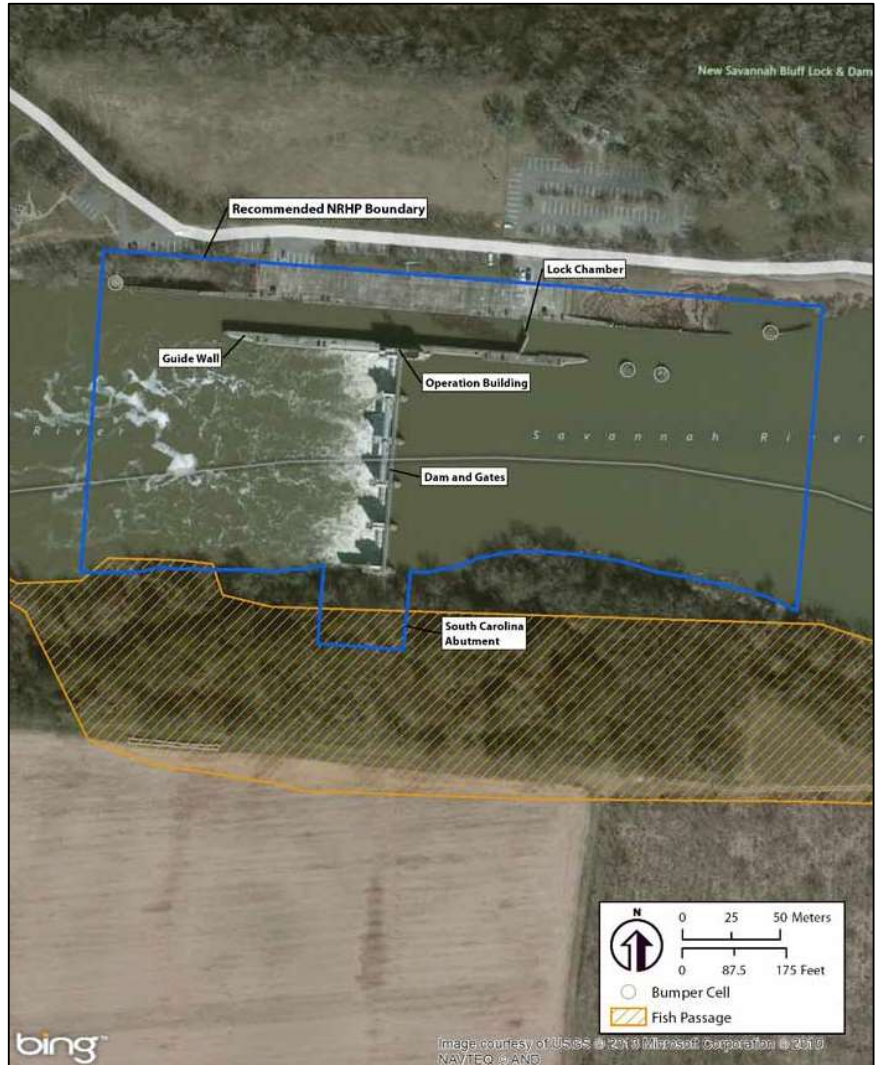 New Savannah Bluff Lock & Dam
Recommended NRHP Boundary
Lock Chamber
Guide Wall
Operation Building
River
Savannah River
Dam and Gates
South Carolina
Abutment
N
0 25 50 Meters
0 87.5 175 Feet
Bumper Cell
Fish Passage
bing™
Image courtesy of USGS © 2010 Microsoft Corporation © 2010
NAVTEQ © AND